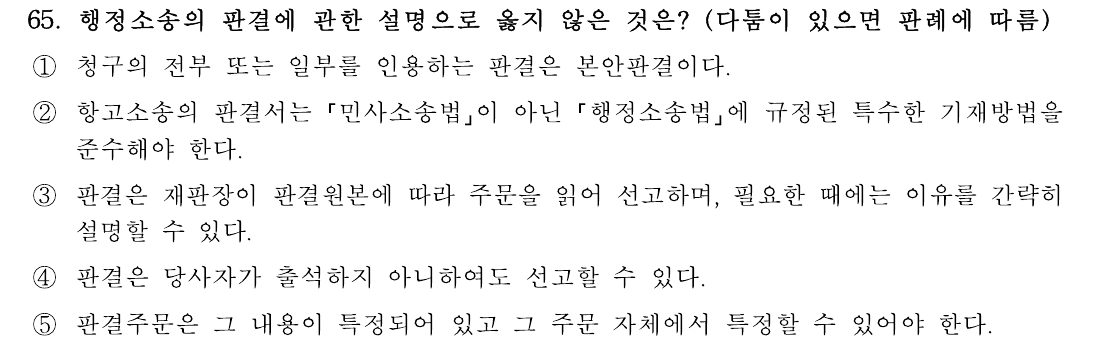 65. 행정소송의 판결에 관한 설명으로 옳지 않은 것은? (다툼이 있으면 판례에 따름)
① 청구의 전부 또는 일부를 인용하는 판결은 본안판결이다.
② 항고소송의 판결서는 「민사소송법」이 아닌 「행정소송법」에 규정된 특수한 기재방법을
준수해야 한다.
③ 판결은 재판장이 판결원본에 따라 주문을 읽어 선고하며, 필요한 때에는 이유를 간략히
설명할 수 있다.
④ 판결은 당사자가 출석하지 아니하여도 선고할 수 있다.
⑤ 판결주문은 그 내용이 특정되어 있고 그 주문 자체에서 특정할 수 있어야 한다.